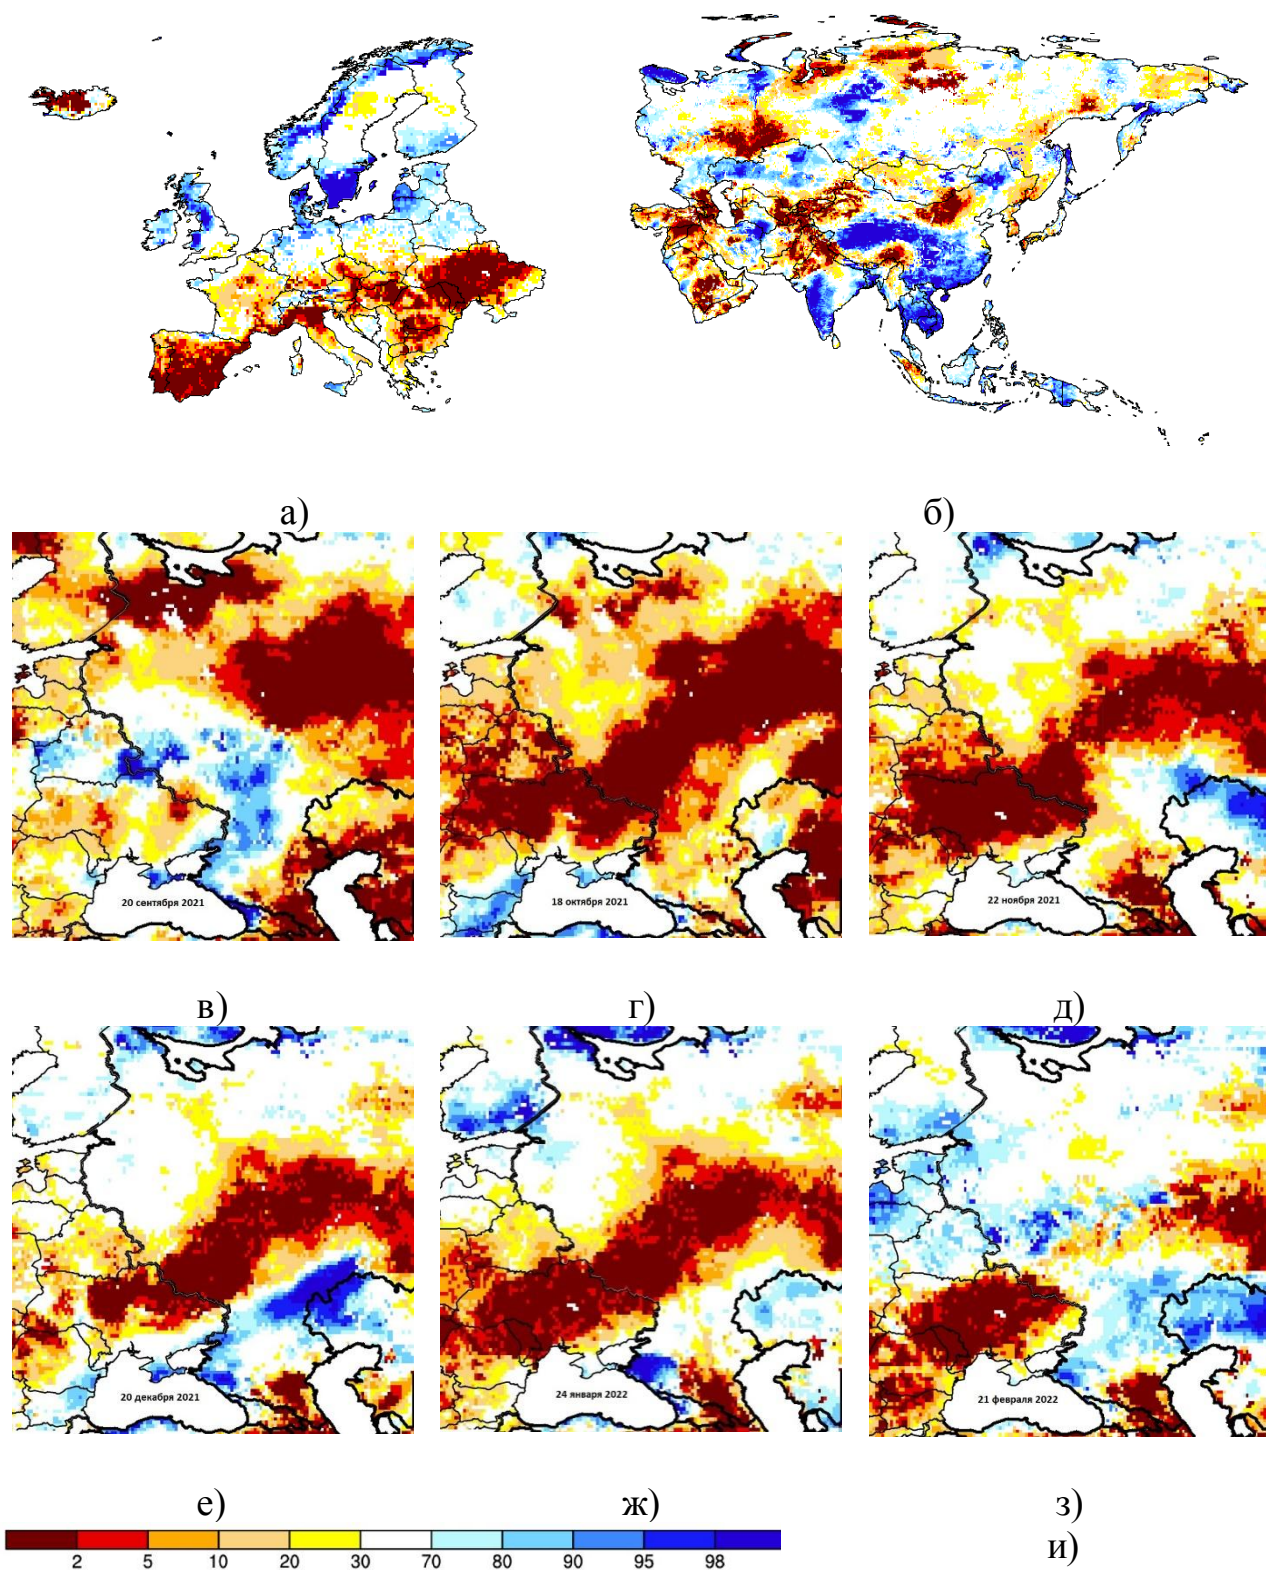 а)
б)
20 сентября 2021
18 октября 2021
22 ноября 2021
в)
г)
д)
20 декабря 2021
24 января 2022
21 февраля 2022
е)
ж)
з)
и)
2 5 10 20 30 70 80 90 95 98